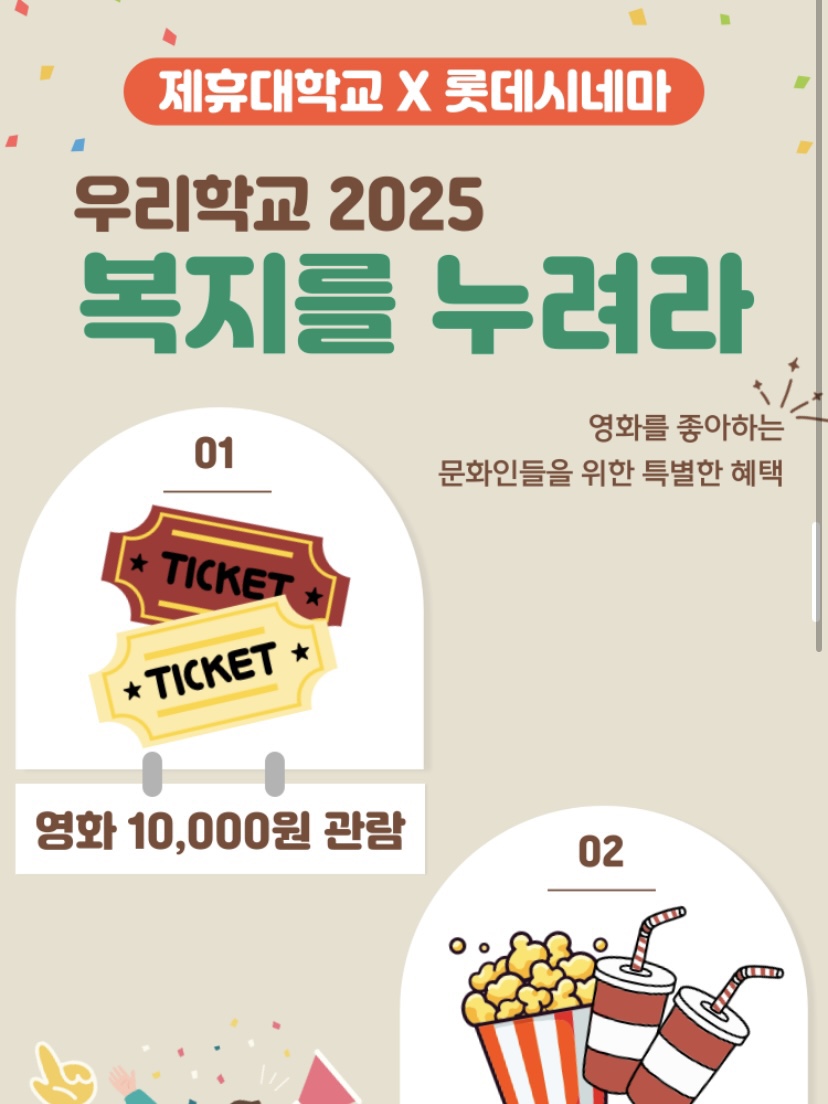 제휴대학교 X 롯데시네마
우리학교 2025
복지를 누려라
영화를 좋아하는
문화인들을 위한 특별한 혜택
01
TICKET
TICKET
영화 10,000원 관람
02